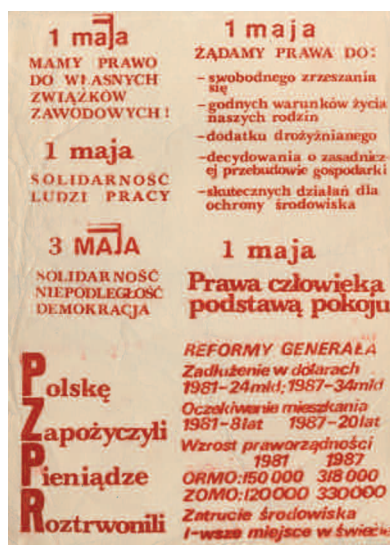 1 maja
MAMY PRAWO
DO WŁASNYCH
ZWIĄZKÓW
ZAWODOWYCH!
1 maja
SOLIDARNOŚĆ
LUDZI PRACY
3 MAJA
SOLIDARNOŚĆ
NIEPODLEGŁOŚĆ
DEMOKRACJA
Polskę
Zapożyczyli
Pieniądze
Roztrwonili
1 maja
ŻĄDAMY PRAWA DO:
- swobodnego zrzeszania
się
- godnych warunków życia
naszych rodzin
- dodatku drożyźnianego
- decydowania o zasadnicz-
ej przebudowie gospodarki
- skutecznych działań dla
ochrony środowiska
1 maja
Prawa człowieka
podstawą pokoju
REFORMY GENERAŁA
Zadłużenie w dolarach
1981-24mld; 1987-34mld
Oczekiwanie mieszkania
1981-8lat 1987-20lat
Wzrost praworządności
1981 1987
ORMO: 150 000 318 000
ZOMO: 120 000 330 000
Zatrucie środowiska
I-wsze miejsce w świecie